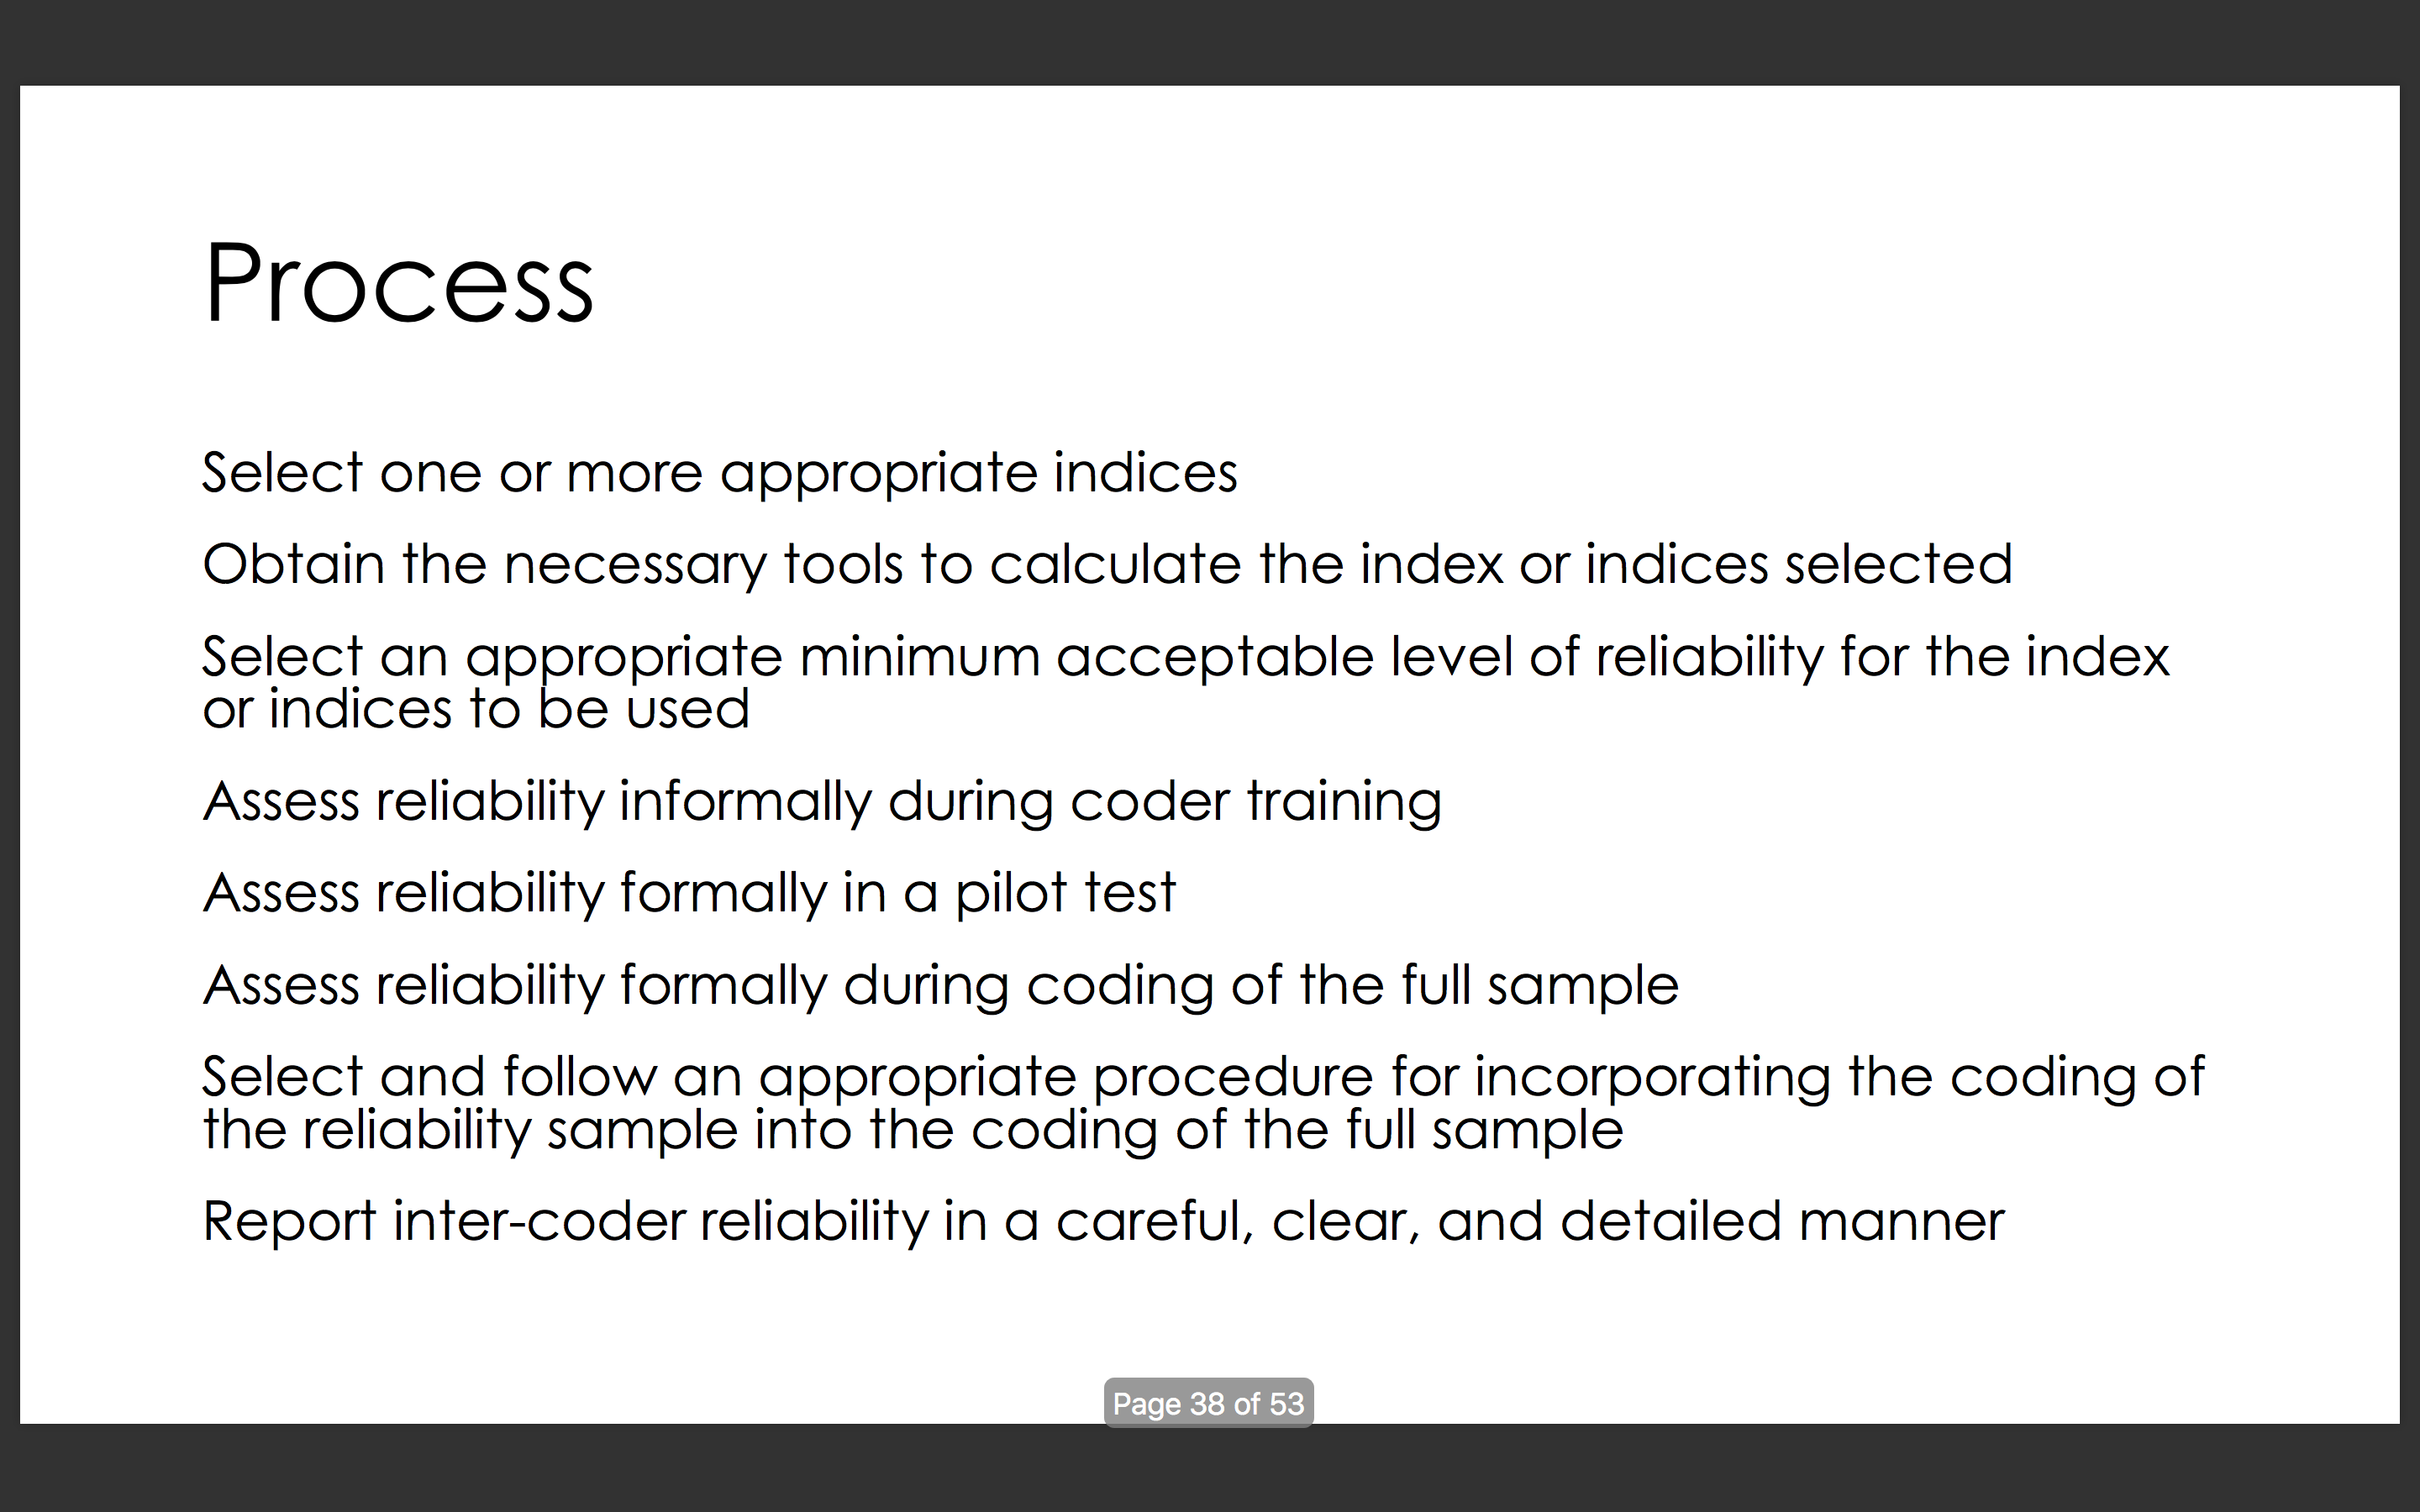 Process
Select one or more appropriate indices
Obtain the necessary tools to calculate the index or indices selected
Select an appropriate minimum acceptable level of reliability for the index
or indices to be used
Assess reliability informally during coder training
Assess reliability formally in a pilot test
Assess reliability formally during coding of the full sample
Select and follow an appropriate procedure for incorporating the coding of
the reliability sample into the coding of the full sample
Report inter-coder reliability in a careful, clear, and detailed manner
Page 38 of 53